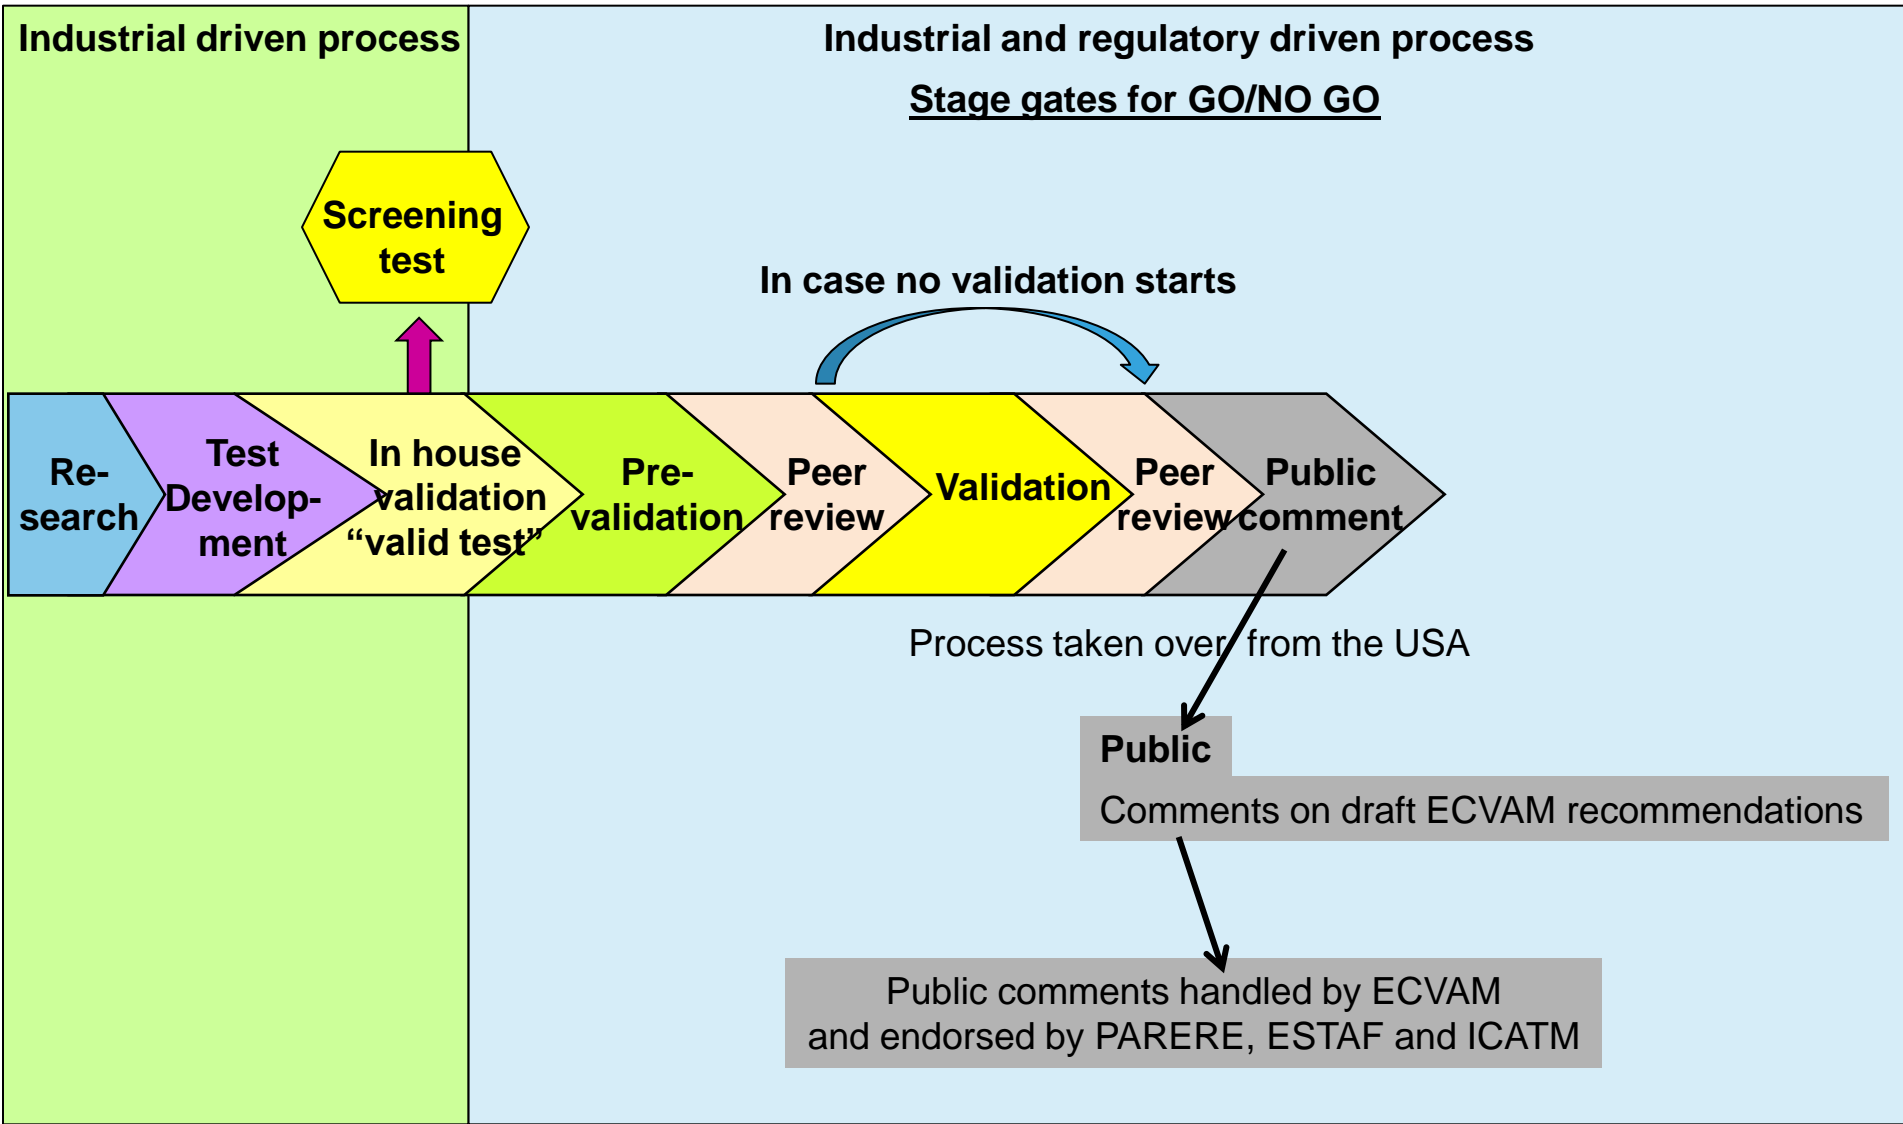 Industrial driven process
Industrial and regulatory driven process
Stage gates for GO/NO GO
Screening
test
In case no validation starts
Re-
search
Test
Develop-
ment
In house
validation
“valid test”
Pre-
validation
Peer
review
Validation
Peer
review
Public
comment
Process taken over from the USA
Public
Comments on draft ECVAM recommendations
Public comments handled by ECVAM
and endorsed by PARERE, ESTAF and ICATM